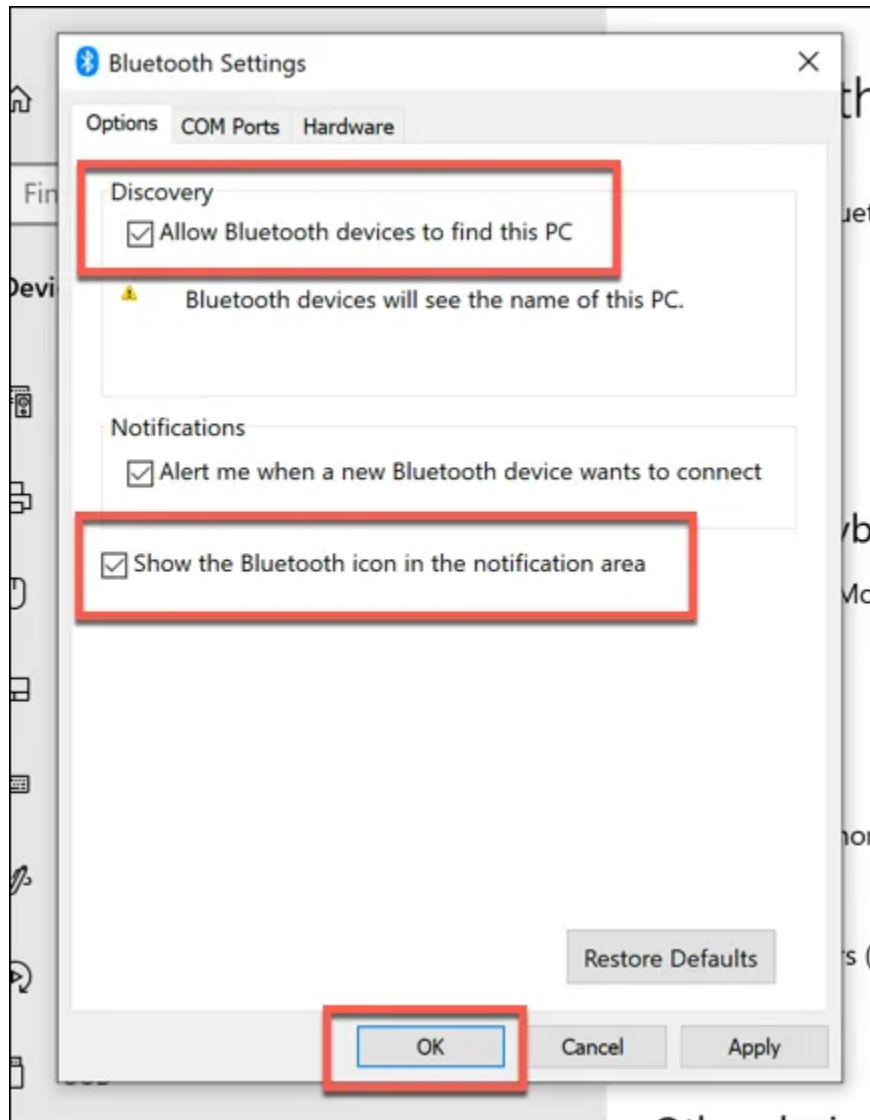 Bluetooth Settings
Options COM Ports Hardware
Discovery
Allow Bluetooth devices to find this PC
Bluetooth devices will see the name of this PC.
Notifications
Alert me when a new Bluetooth device wants to connect
Show the Bluetooth icon in the notification area
Restore Defaults
OK Cancel Apply